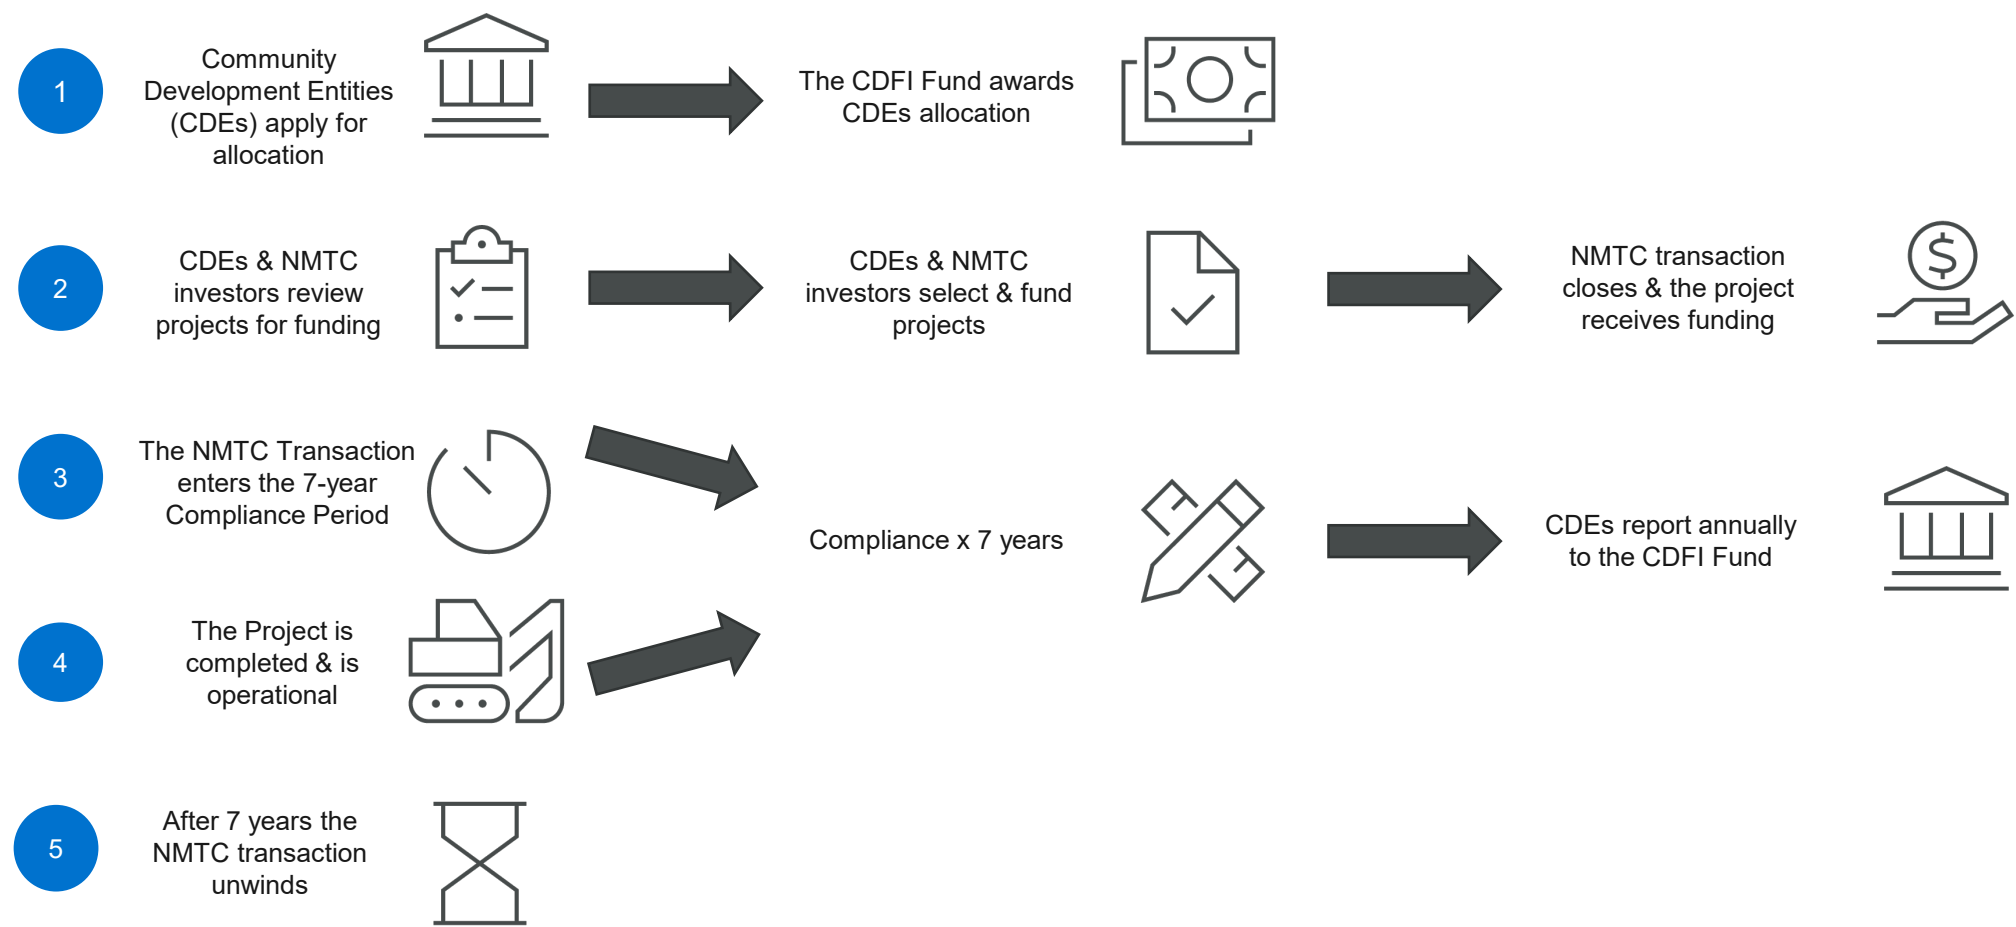 1
Community
Development Entities
(CDEs) apply for
allocation
The CDFI Fund awards
CDEs allocation
2
CDEs & NMTC
investors review
projects for funding
CDEs & NMTC
investors select & fund
projects
NMTC transaction
closes & the project
receives funding
$
3
The NMTC Transaction
enters the 7-year
Compliance Period
Compliance x 7 years
CDEs report annually
to the CDFI Fund
4
The Project is
completed & is
operational
5
After 7 years the
NMTC transaction
unwinds